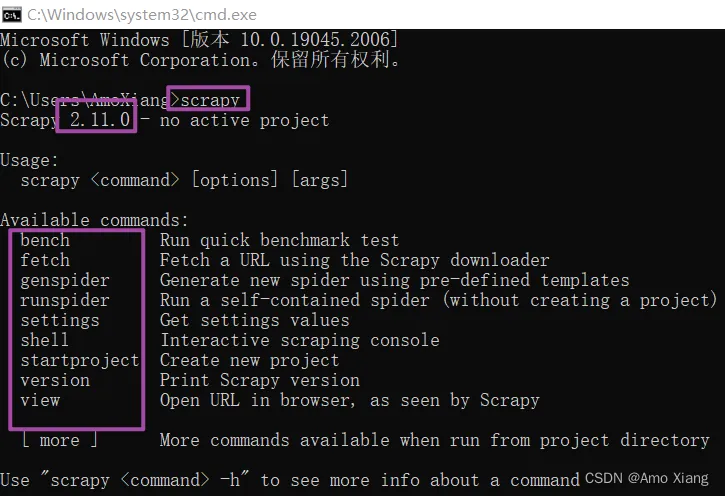 C:\Windows\system32\cmd.exe
Microsoft Windows [版本 10.0.19045.2006]
(c) Microsoft Corporation。保留所有权利。
C:\Users\AmoXiang>scrapy
Scrapy 2.11.0 - no active project
Usage:
scrapy <command> [options] [args]
Available commands:
bench Run quick benchmark test
fetch Fetch a URL using the Scrapy downloader
genspider Generate new spider using pre-defined templates
runspider Run a self-contained spider (without creating a project)
settings Get settings values
shell Interactive scraping console
startproject Create new project
version Print Scrapy version
view Open URL in browser, as seen by Scrapy
[ more ] More commands available when run from project directory
Use "scrapy <command> -h" to see more info about a command
CSDN @Amo Xiang